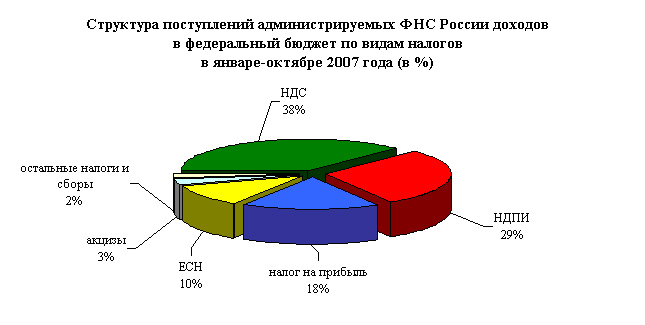 Структура поступлений администрируемых ФНС России доходов
в федеральный бюджет по видам налогов
в январе-октябре 2007 года (в %)
НДС
38%
остальные налоги и
сборы
2%
НДПИ
29%
акцизы
3%
ЕСН
10%
налог на прибыль
18%